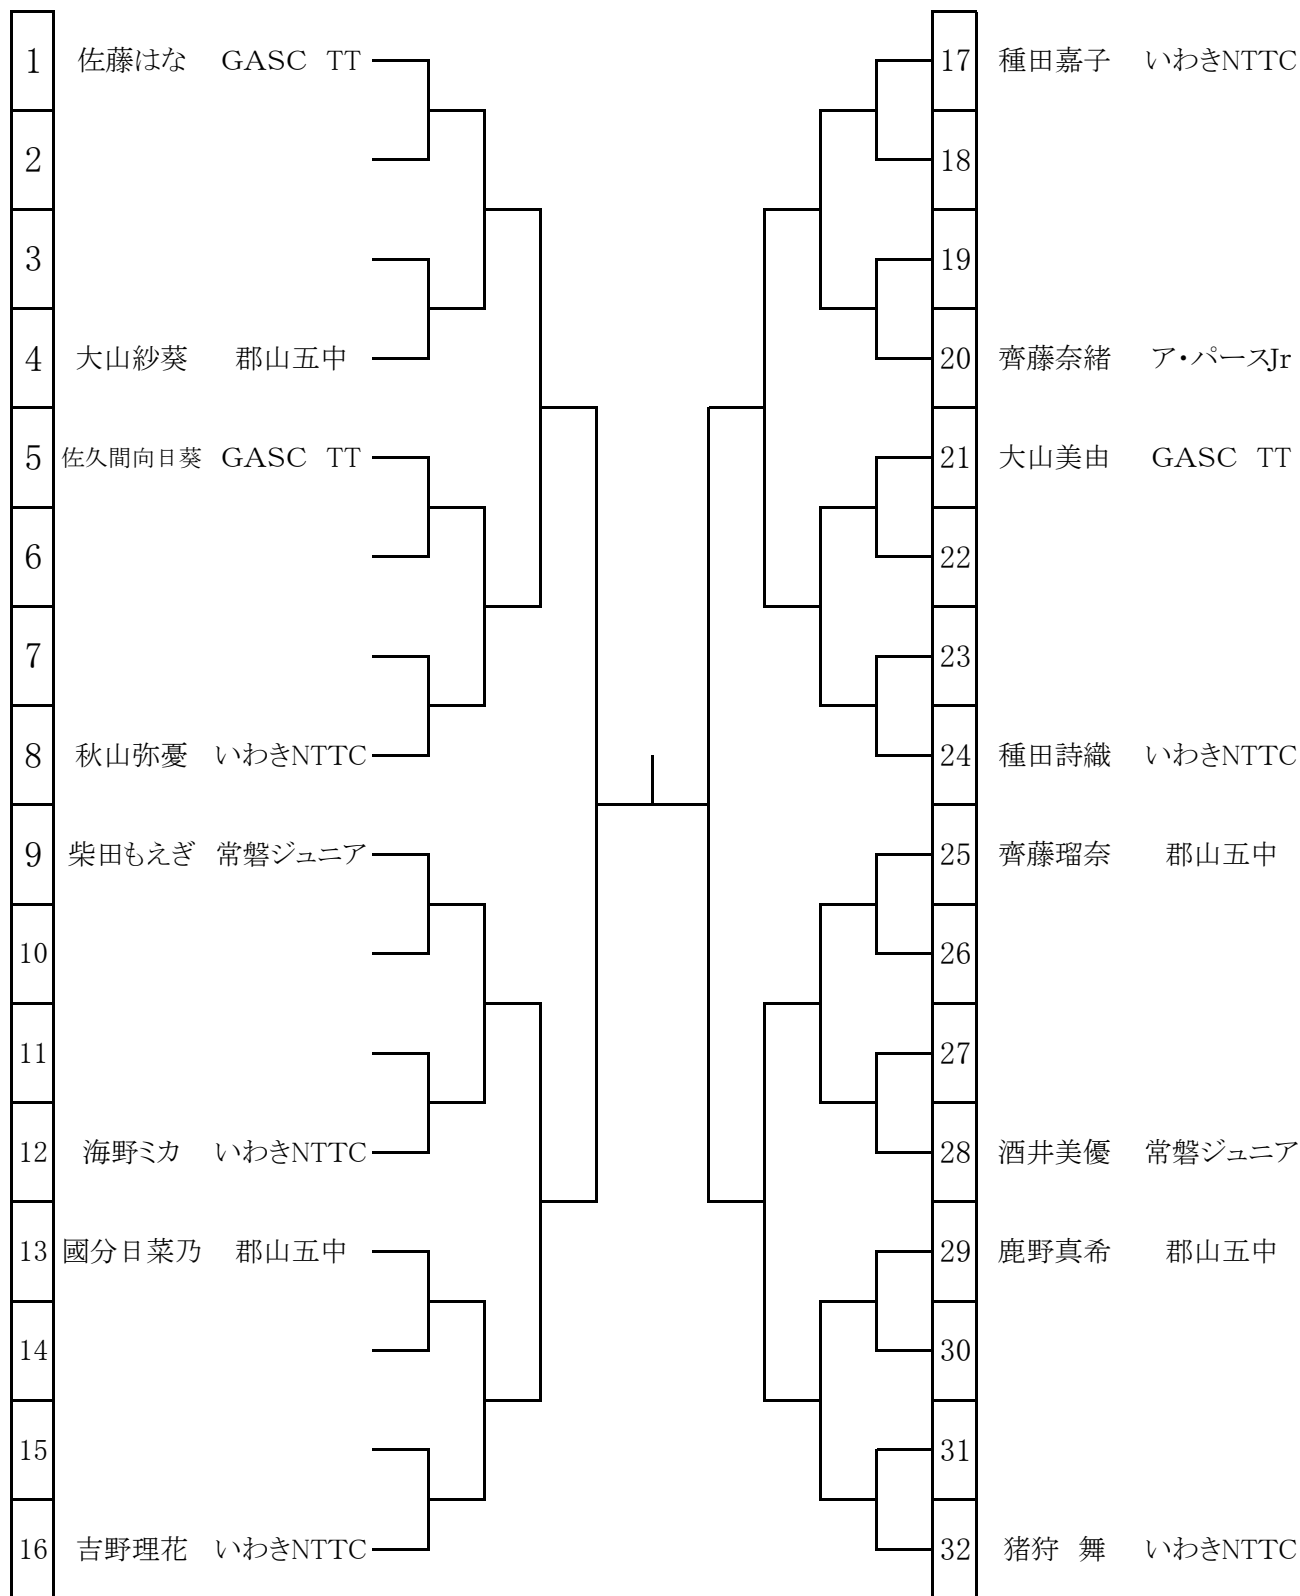 1 佐藤はな GASC TT
2
3
4 大山紗葵 郡山五中
5 佐久間向日葵 GASC TT
6
7
8 秋山弥憂 いわきNTTC
9 柴田もえぎ 常磐ジュニア
10
11
12 海野ミカ いわきNTTC
13 國分日菜乃 郡山五中
14
15
16 吉野理花 いわきNTTC
17 種田嘉子 いわきNTTC
18
19
20 齊藤奈緒 ア・パースJr
21 大山美由 GASC TT
22
23
24 種田詩織 いわきNTTC
25 齊藤瑠奈 郡山五中
26
27
28 酒井美優 常磐ジュニア
29 鹿野真希 郡山五中
30
31
32 猪狩 舞 いわきNTTC